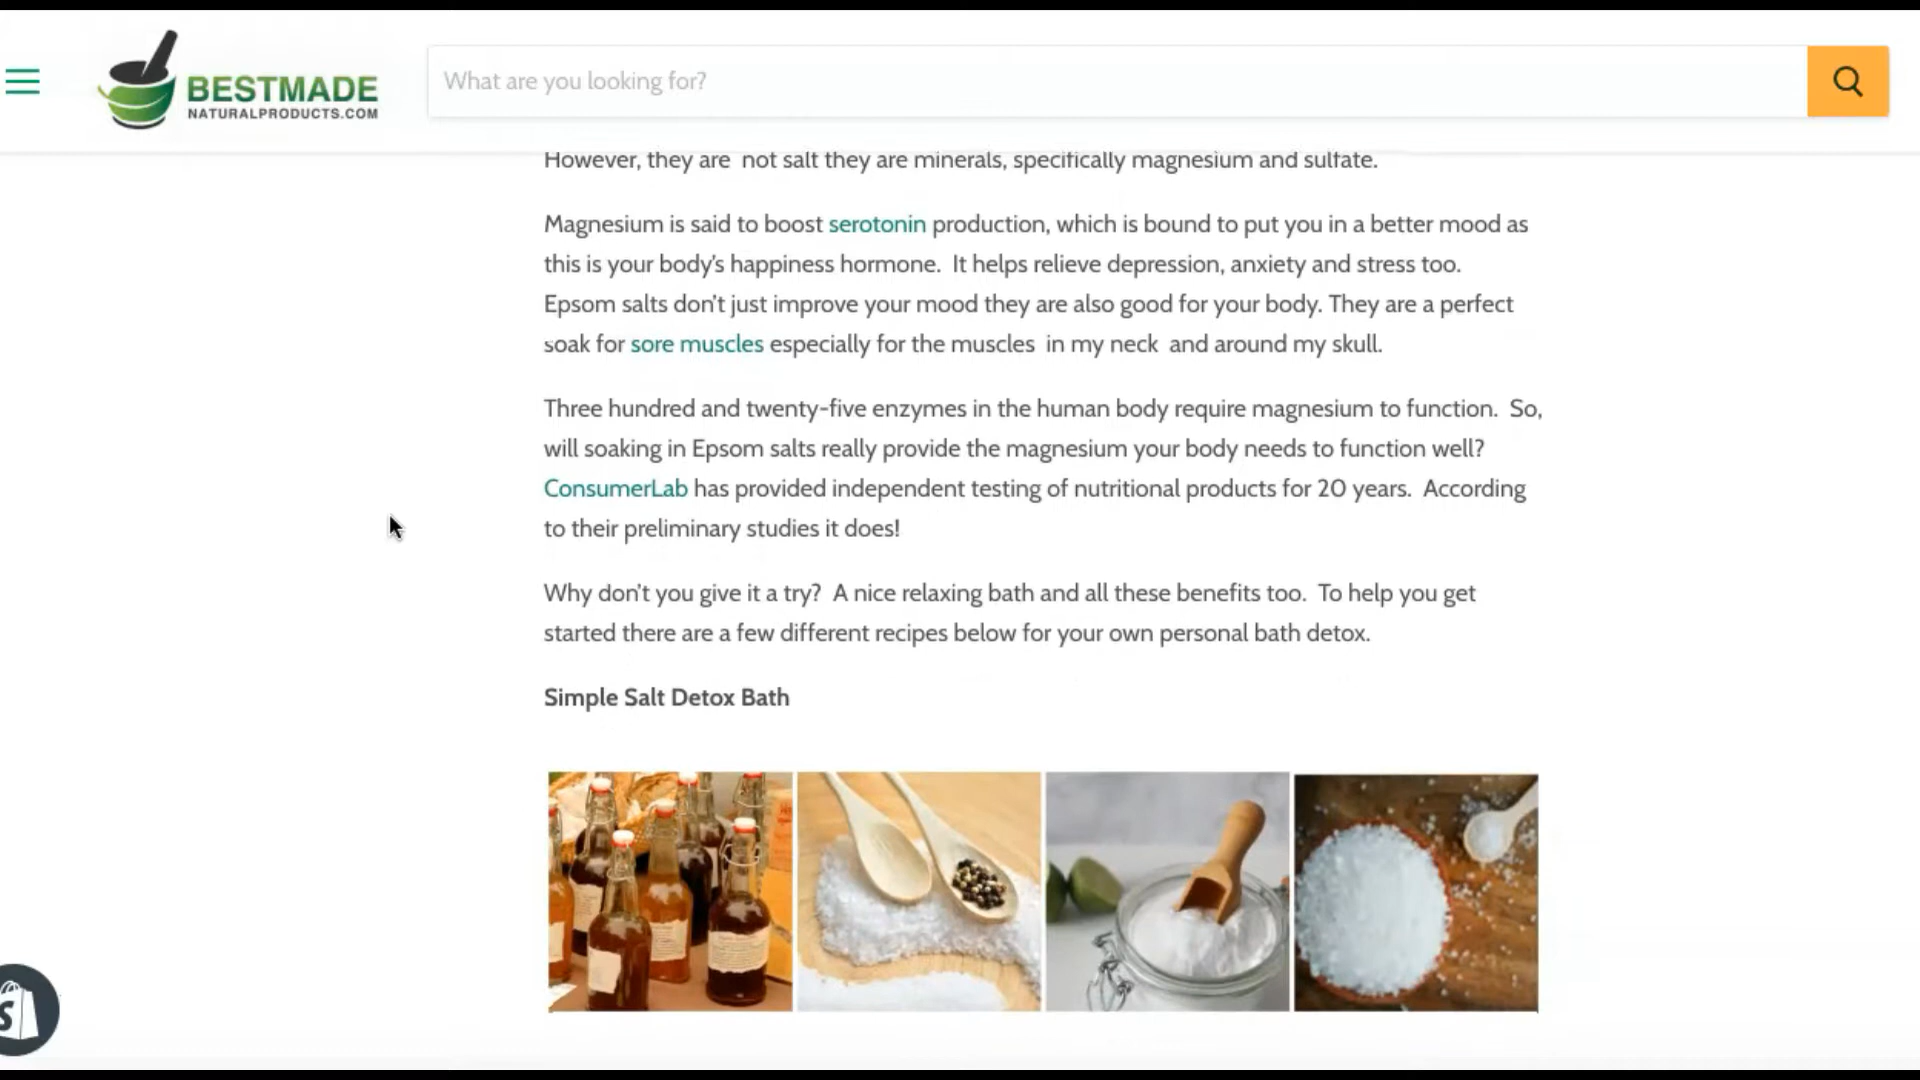 BESTMADE
NATURALPRODUCTS.COM
What are you looking for?
However, they are not salt they are minerals, specifically magnesium and sulfate.
Magnesium is said to boost serotonin production, which is bound to put you in a better mood as
this is your body's happiness hormone. It helps relieve depression, anxiety and stress too.
Epsom salts don't just improve your mood they are also good for your body. They are a perfect
soak for sore muscles especially for the muscles in my neck and around my skull.
Three hundred and twenty-five enzymes in the human body require magnesium to function. So,
will soaking in Epsom salts really provide the magnesium your body needs to function well?
ConsumerLab has provided independent testing of nutritional products for 20 years. According
to their preliminary studies it does!
Why don't you give it a try? A nice relaxing bath and all these benefits too. To help you get
started there are a few different recipes below for your own personal bath detox.
Simple Salt Detox Bath